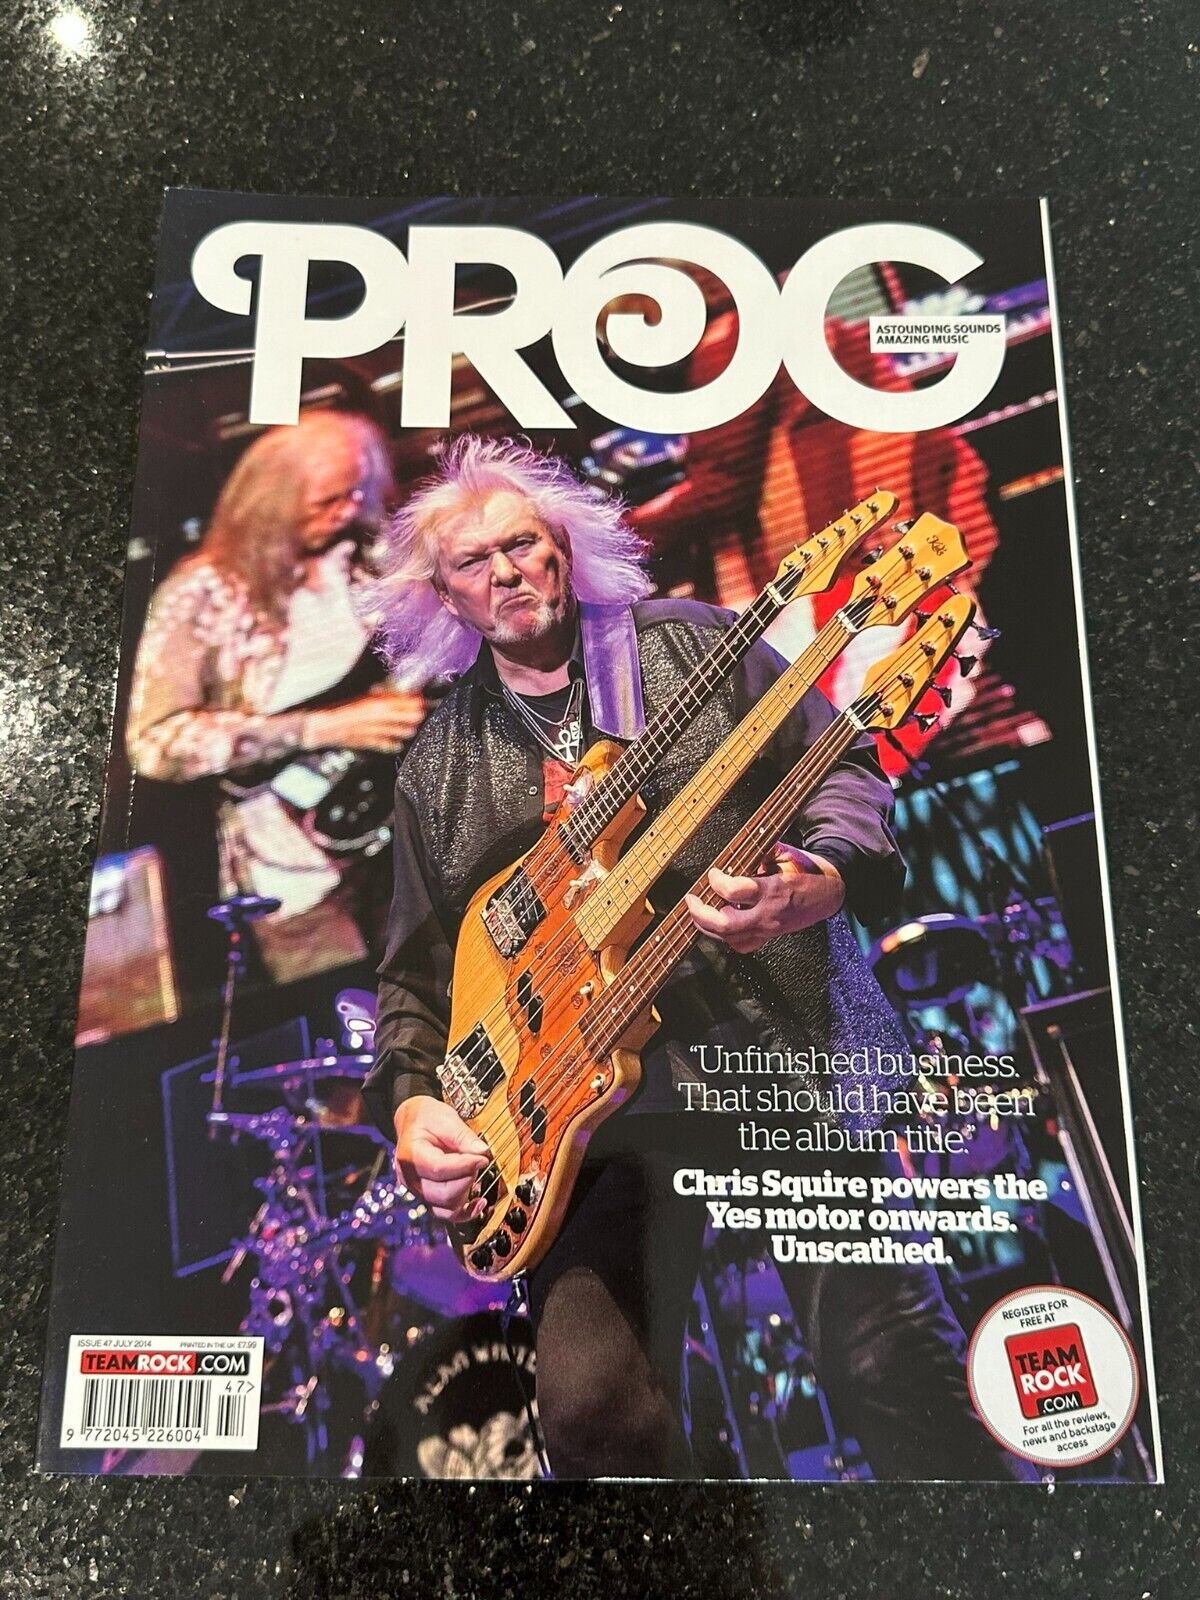 PROG
ASTOUNDING SOUNDS
AMAZING MUSIC
“Unfinished business.
That should have been
the album title.”
Chris Squire powers the
Yes motor onwards.
Unscathed.
REGISTER FOR
FREE AT
TEAM
ROCK
.COM
For all the reviews,
news and backstage
access
ISSUE 47 JULY 2014 PRINTED IN THE UK £7.99
TEAMROCK.COM
47>
9 772045 226004
ALAN WHITE